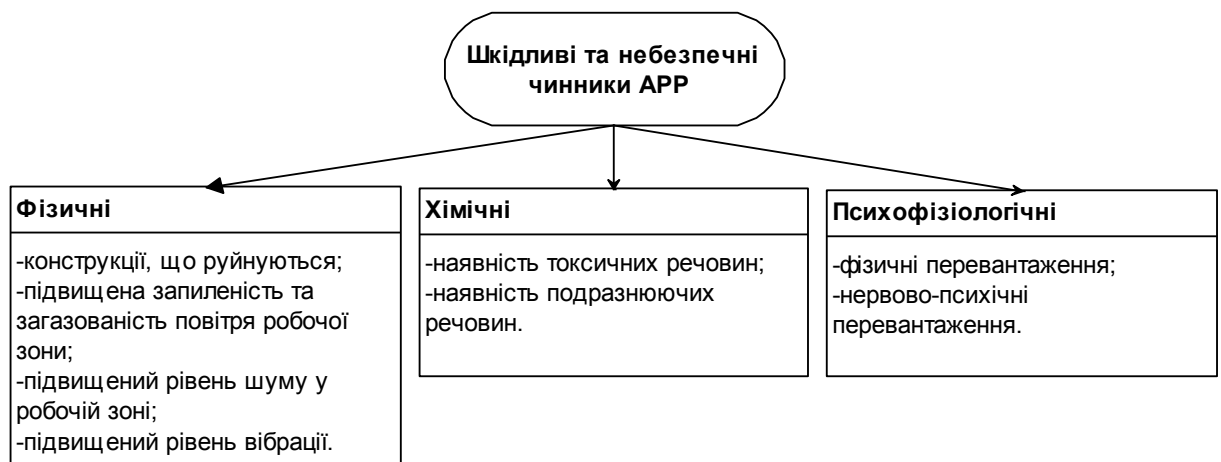 Шкідливі та небезпечні
чинники АРР
Фізичні
-конструкції, що руйнуються;
-підвищена запиленість та
загазованість повітря робочої
зони;
-підвищений рівень шуму у
робочій зоні;
-підвищений рівень вібрації.
Хімічні
-наявність токсичних речовин;
-наявність подразнюючих
речовин.
Психофізіологічні
-фізичні перевантаження;
-нервово-психічні
перевантаження.